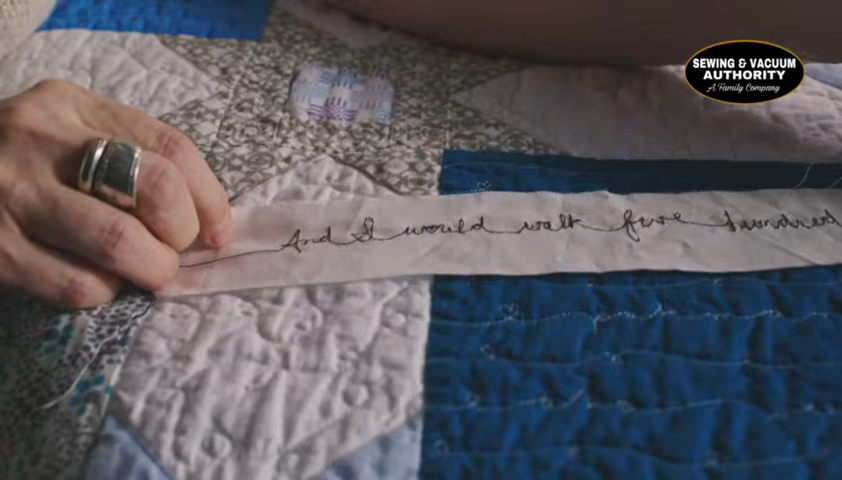 SEWING & VACUUM
AUTHORITY
A Family Company
And I would walk five hundred